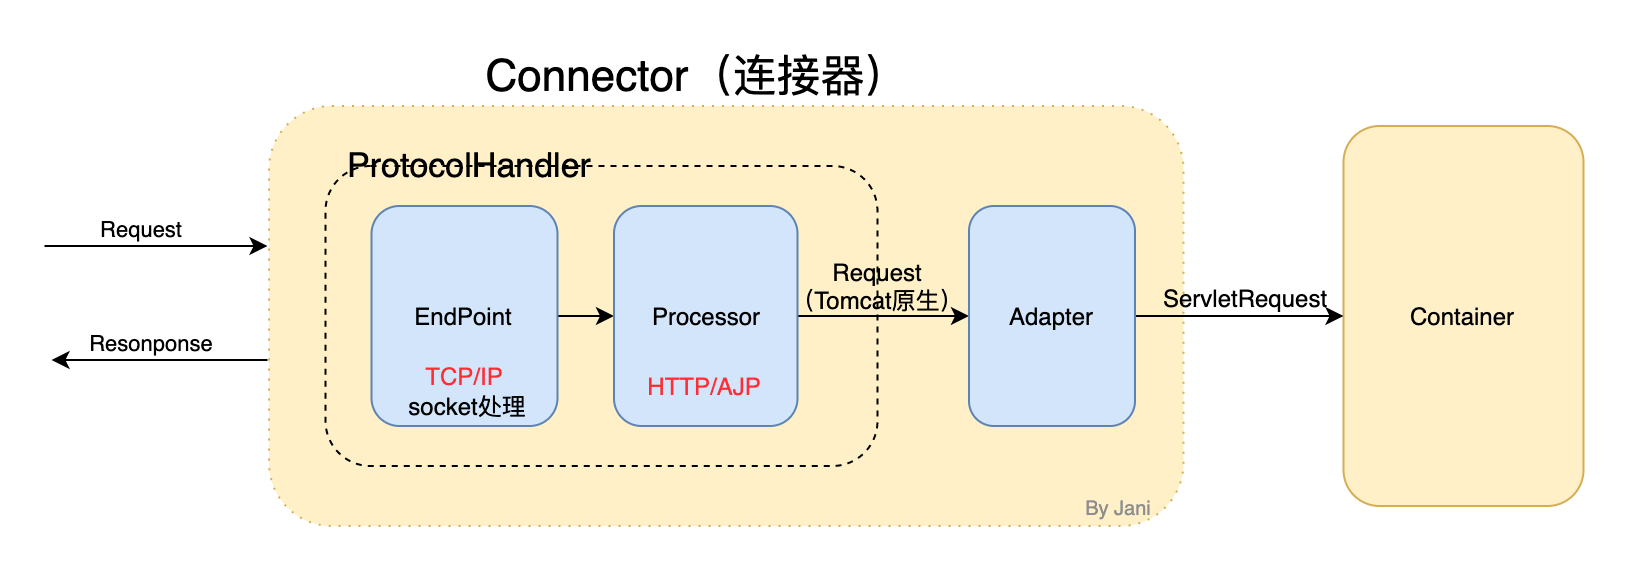 Connector（连接器）
ProtocolHandler
Request
Resonponse
EndPoint
TCP/IP
socket处理
Processor
HTTP/AJP
Request
（Tomcat原生）
Adapter
ServletRequest
Container
By Jani